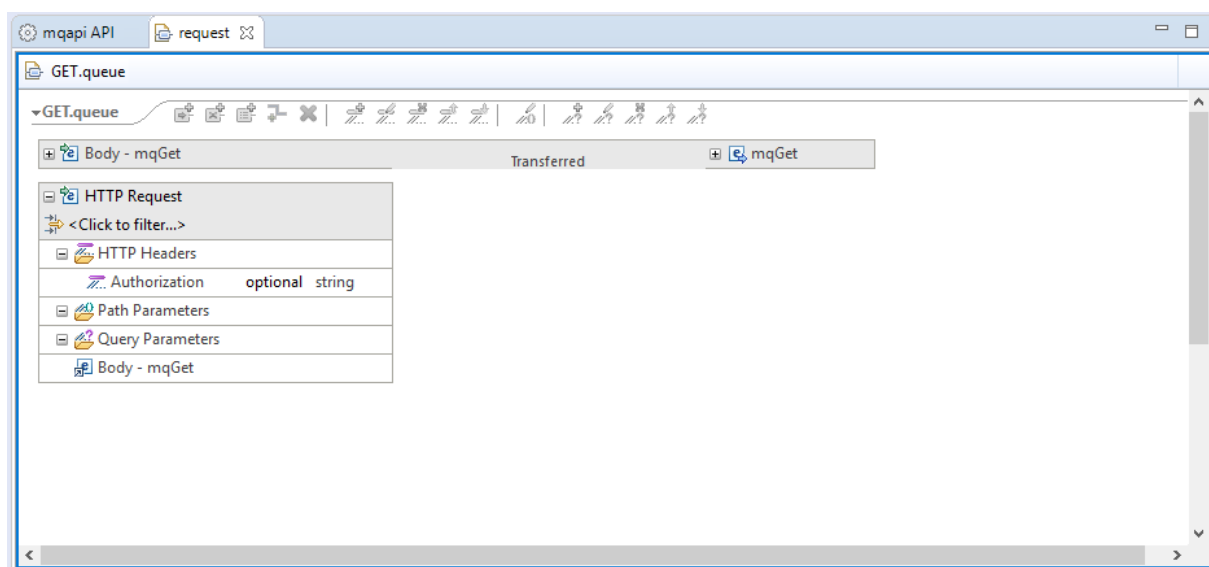 mqapi API request
GET.queue
GET.queue
Body - mqGet Transferred mqGet
HTTP Request
<Click to filter...>
HTTP Headers
Authorization optional string
Path Parameters
Query Parameters
Body - mqGet